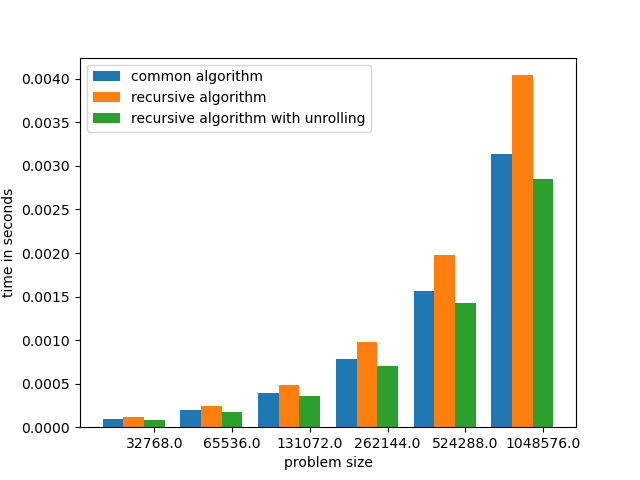 common algorithm
recursive algorithm
recursive algorithm with unrolling
0.0040
0.0035
0.0030
0.0025
0.0020
0.0015
0.0010
0.0005
0.0000
time in seconds
32768.0 65536.0 131072.0 262144.0 524288.0 1048576.0
problem size